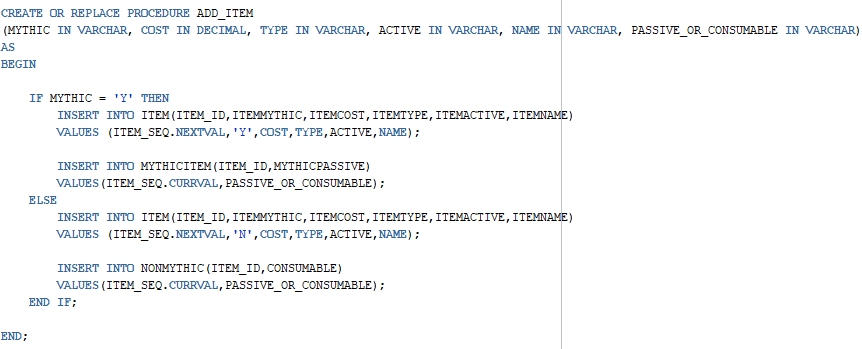 CREATE OR REPLACE PROCEDURE ADD_ITEM
(MYTHIC IN VARCHAR, COST IN DECIMAL, TYPE IN VARCHAR, ACTIVE IN VARCHAR, NAME IN VARCHAR, PASSIVE_OR_CONSUMABLE IN VARCHAR)
AS
BEGIN
IF MYTHIC = 'Y' THEN
INSERT INTO ITEM(ITEM_ID,ITEMMYTHIC,ITEMCOST,ITEMTYPE,ITEMACTIVE,ITEMNAME)
VALUES (ITEM_SEQ.NEXTVAL,'Y',COST,TYPE,ACTIVE,NAME);
INSERT INTO MYTHICITEM(ITEM_ID,MYTHICPASSIVE)
VALUES(ITEM_SEQ.CURRVAL,PASSIVE_OR_CONSUMABLE);
ELSE
INSERT INTO ITEM(ITEM_ID,ITEMMYTHIC,ITEMCOST,ITEMTYPE,ITEMACTIVE,ITEMNAME)
VALUES (ITEM_SEQ.NEXTVAL,'N',COST,TYPE,ACTIVE,NAME);
INSERT INTO NONMYTHIC(ITEM_ID,CONSUMABLE)
VALUES(ITEM_SEQ.CURRVAL,PASSIVE_OR_CONSUMABLE);
END IF;
END;